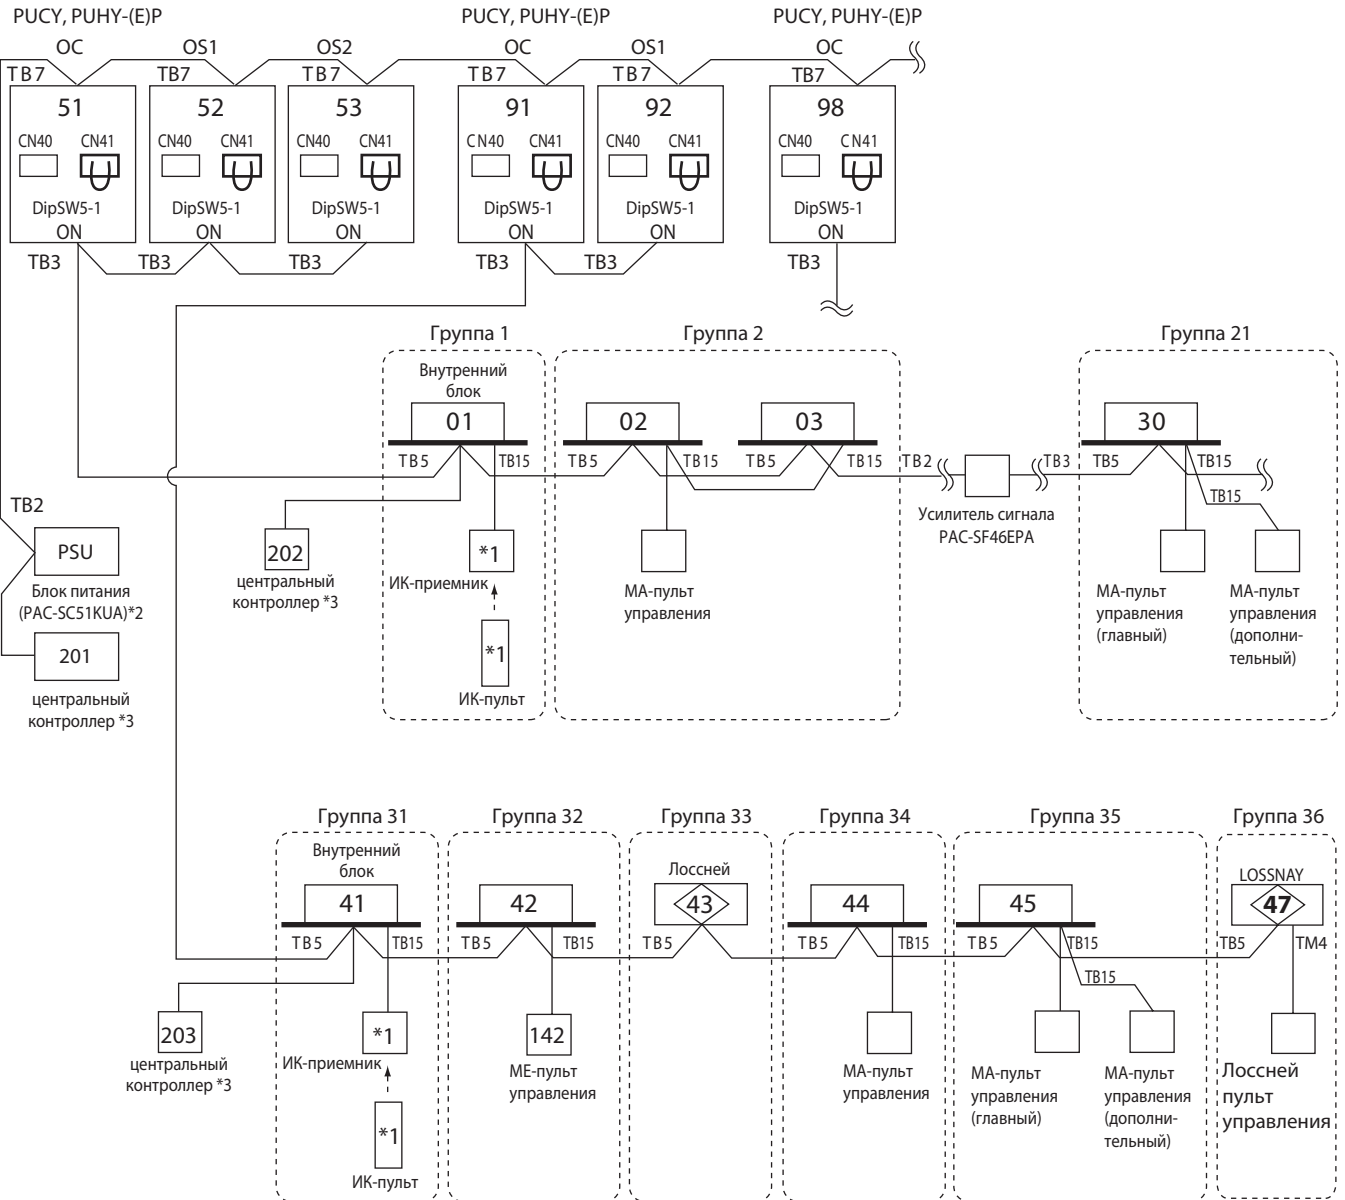 PUCY, PUHY-(E)P PUCY, PUHY-(E)P PUCY, PUHY-(E)P
OC OS1 OS2 OC OS1 OC
TB7 TB7 TB7 TB7 TB7 TB7
51 52 53 91 92 98
CN40 CN41 CN40 CN41 CN40 CN41 CN40 CN41 CN40 CN41 CN40 CN41
DipSW5-1 DipSW5-1 DipSW5-1 DipSW5-1 DipSW5-1 DipSW5-1
ON ON ON ON ON ON
TB3 TB3 TB3 TB3 TB3 TB3
Группа 1 Группа 2 Группа 21
Внутренний
блок
01 02 03 30
TB5 TB15 TB5 TB15 TB5 TB15 TB2 TB3 TB5 TB15
TB15
TB2
Усилитель сигнала
PAC-SF46EPA
PSU
Блок питания
(PAC-SC51KUA)*2
201
центральный
контроллер *3
202
центральный
контроллер *3
*1
ИК-приемник
*1
ИК-пульт
МА-пульт
управления
МА-пульт
управления
(главный)
МА-пульт
управления
(дополни-
тельный)
Группа 31 Группа 32 Группа 33 Группа 34 Группа 35 Группа 36
Внутренний
блок
Лоссней
LOSSNAY
41 42 43 44 45 47
TB5 TB15 TB5 TB15 TB5 TB5 TB15 TB5 TB15 TB5 TM4
TB15
203
центральный
контроллер *3
*1
ИК-приемник
*1
ИК-пульт
142
МЕ-пульт
управления
МА-пульт
управления
МА-пульт
управления
(главный)
МА-пульт
управления
(дополни-
тельный)
Лоссней
пульт
управления